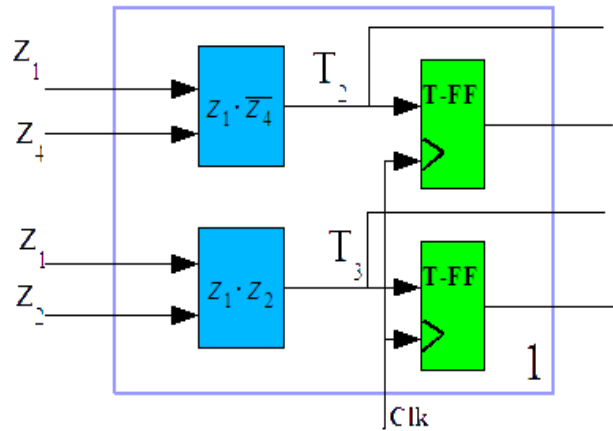 Z₁
T₂
T-FF
z₁·z̅₄
Z₄
Z₁
T₃
T-FF
z₁·z₂
Z₂
1
Clk